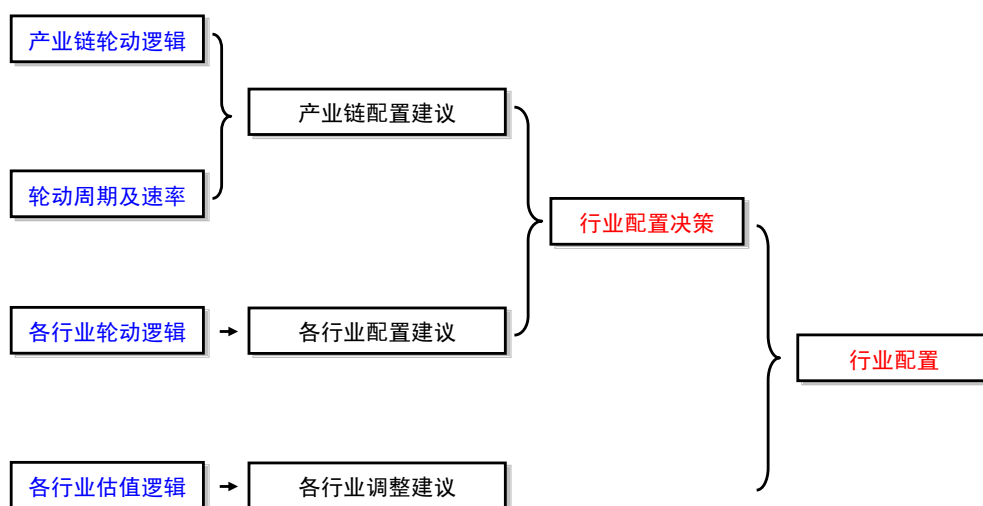 产业链轮动逻辑
产业链配置建议
轮动周期及速率
行业配置决策
各行业轮动逻辑
各行业配置建议
行业配置
各行业估值逻辑
各行业调整建议